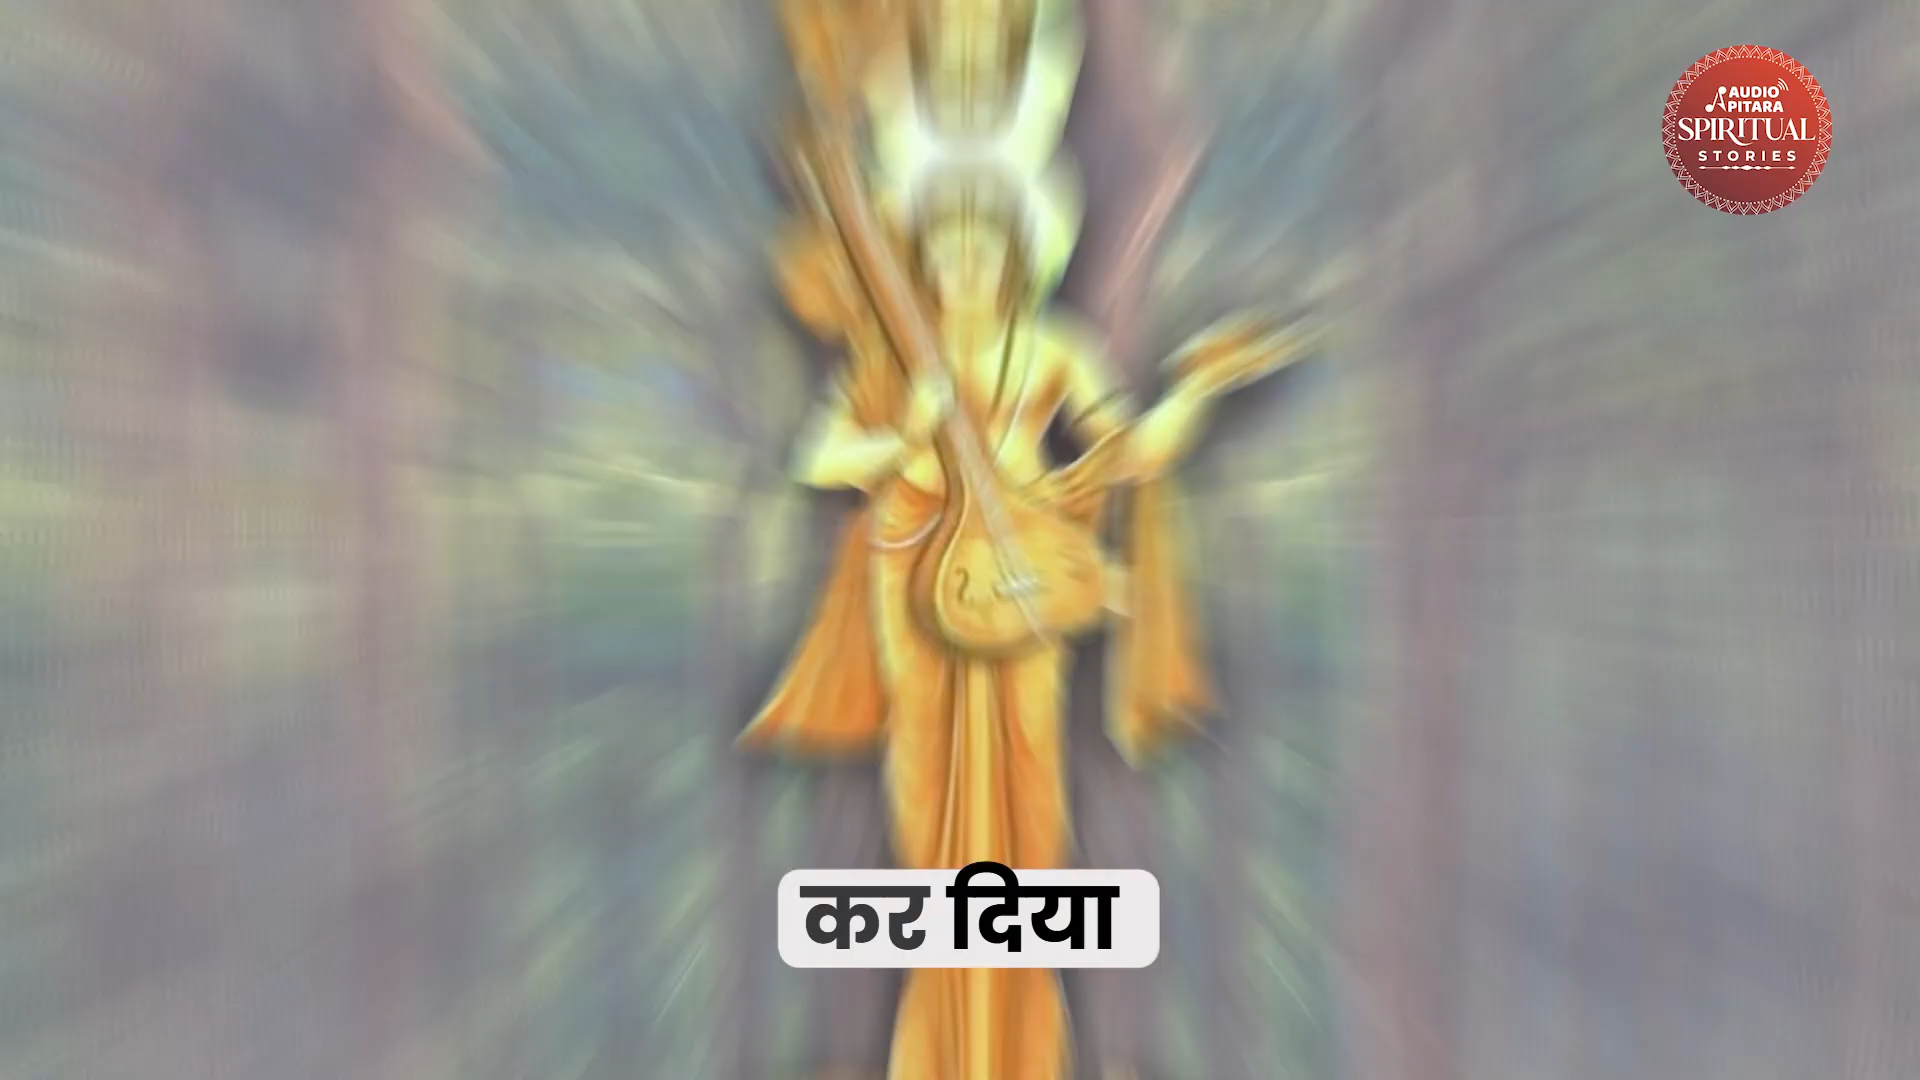 AUDIO
PITARA
SPIRITUAL
STORIES
कर दिया